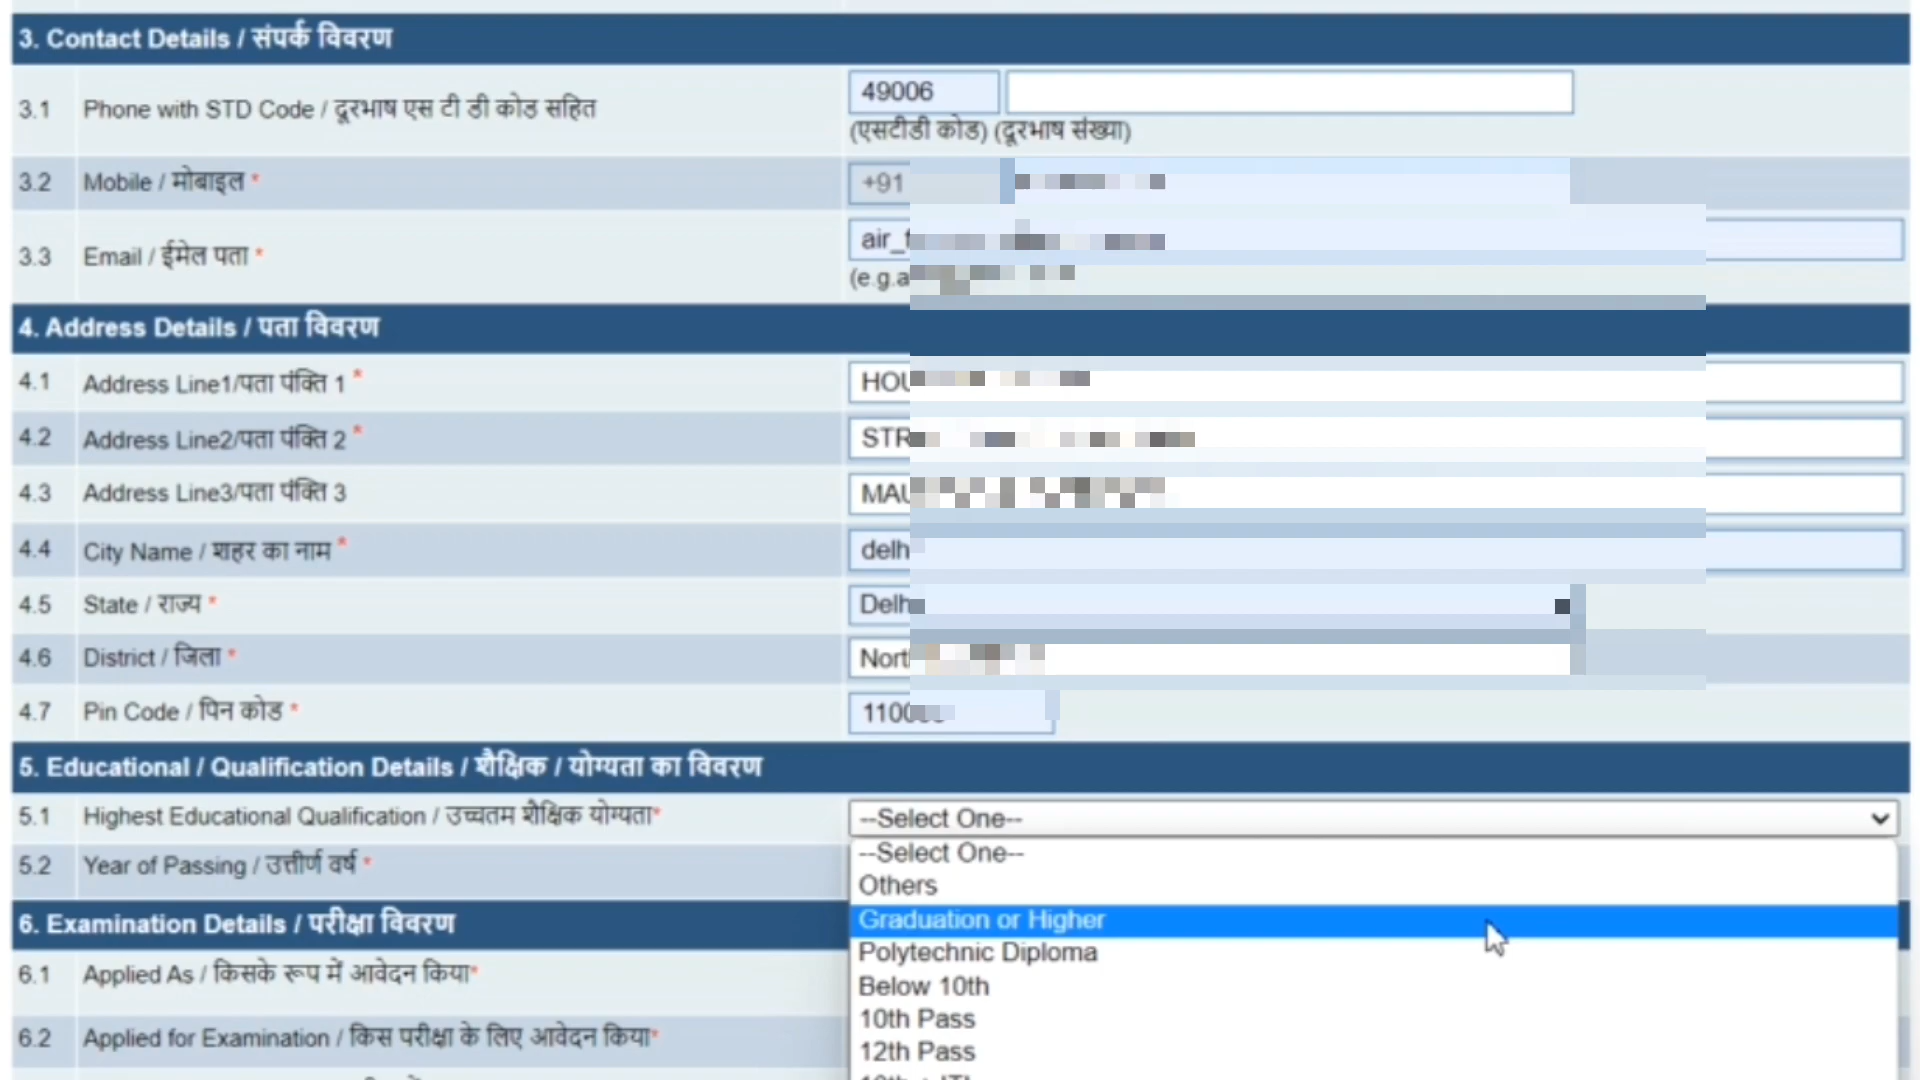 3. Contact Details / संपर्क विवरण
3.1 Phone with STD Code / दूरभाष एस टी डी कोड सहित 49006
(एसटीडी कोड) (दूरभाष संख्या)
3.2 Mobile / मोबाइल * +91
3.3 Email / ईमेल पता * air_
(e.g.a
4. Address Details / पता विवरण
4.1 Address Line1/पता पंक्ति 1 * HOU
4.2 Address Line2/पता पंक्ति 2 * STR
4.3 Address Line3/पता पंक्ति 3 MAU
4.4 City Name / शहर का नाम * delh
4.5 State / राज्य * Delh
4.6 District / जिला * Nort
4.7 Pin Code / पिन कोड * 110
5. Educational / Qualification Details / शैक्षिक / योग्यता का विवरण
5.1 Highest Educational Qualification / उच्चतम शैक्षिक योग्यता* --Select One--
--Select One--
5.2 Year of Passing / उत्तीर्ण वर्ष *
Others
6. Examination Details / परीक्षा विवरण
Graduation or Higher
Polytechnic Diploma
6.1 Applied As / किसके रूप में आवेदन किया*
Below 10th
10th Pass
6.2 Applied for Examination / किस परीक्षा के लिए आवेदन किया*
12th Pass